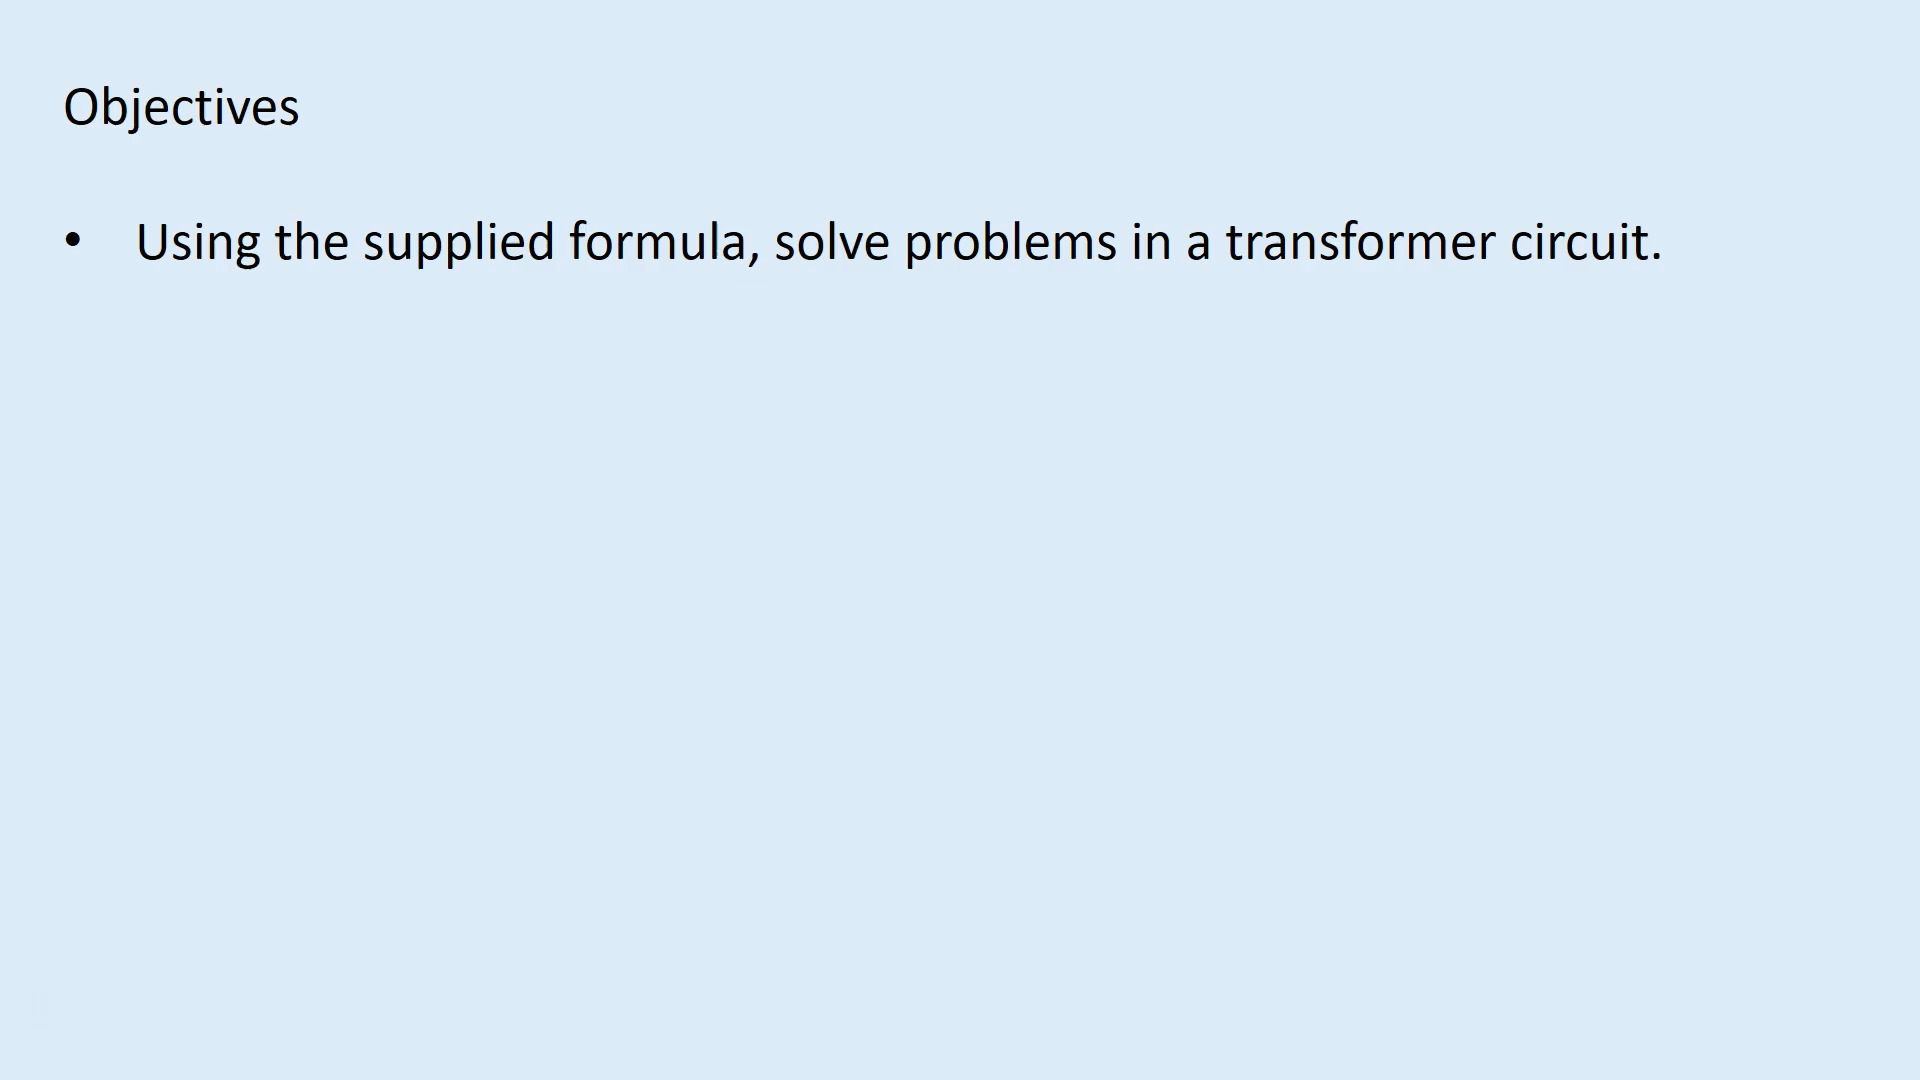 Objectives
• Using the supplied formula, solve problems in a transformer circuit.